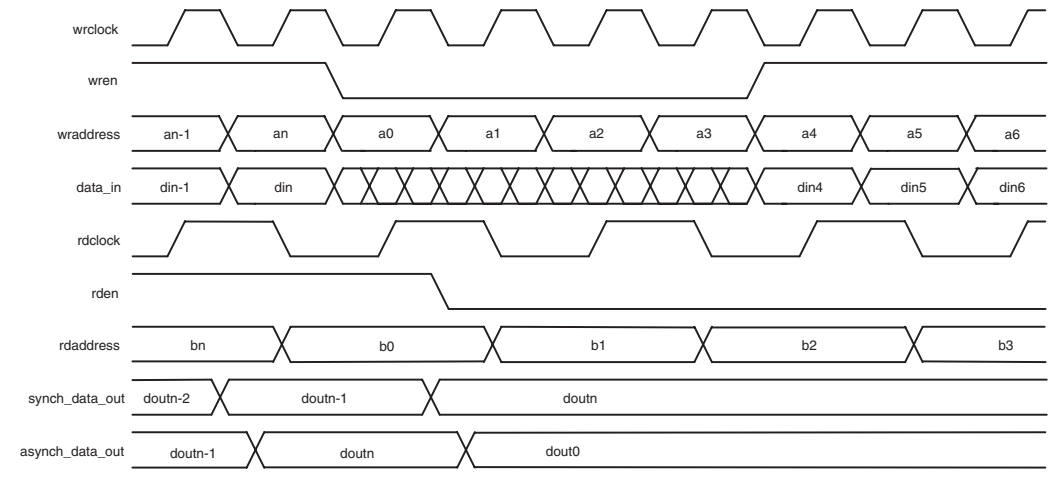 wrclock
wren
wraddress an-1 an a0 a1 a2 a3 a4 a5 a6
data_in din-1 din din4 din5 din6
rdclock
rden
rdaddress bn b0 b1 b2 b3
synch_data_out doutn-2 doutn-1 doutn
asynch_data_out doutn-1 doutn dout0